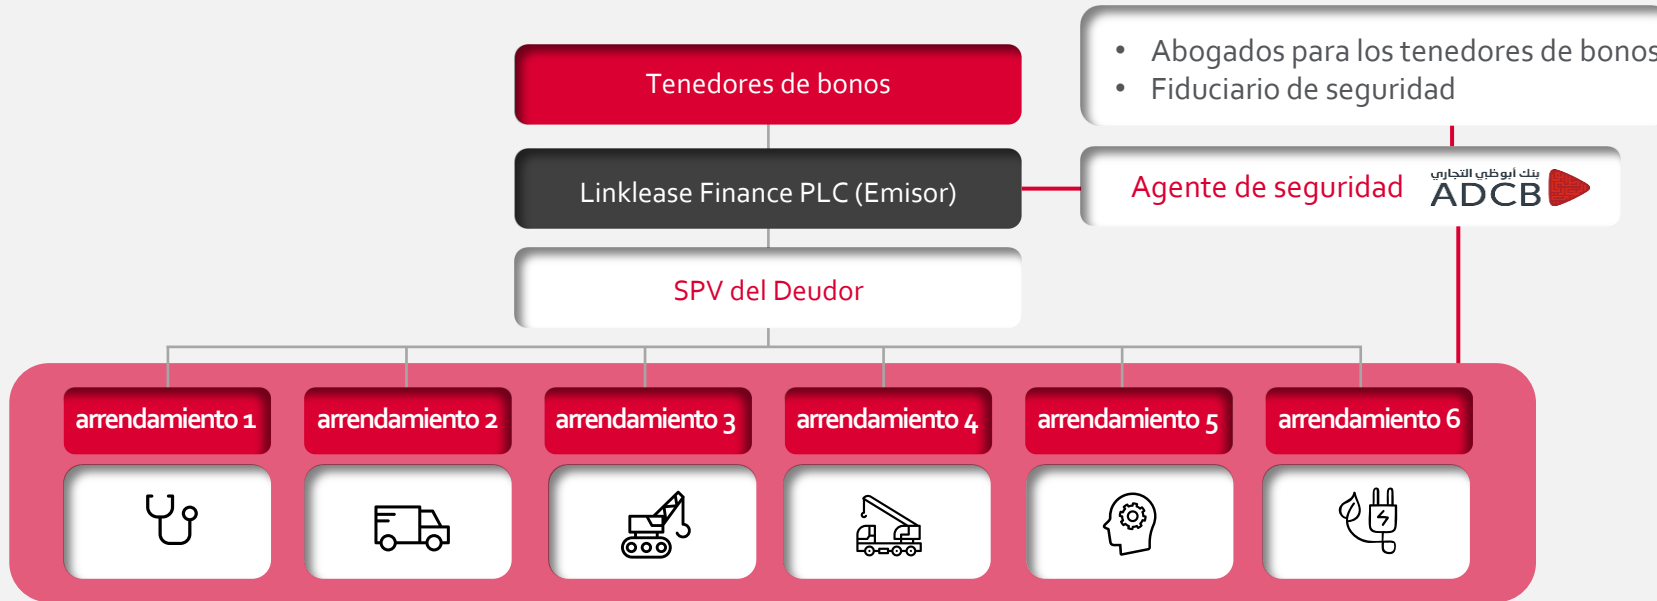 Tenedores de bonos
• Abogados para los tenedores de bonos
• Fiduciario de seguridad
Linklease Finance PLC (Emisor)
Agente de seguridad
بنك أبوظبي التجاري
ADCB
SPV del Deudor
arrendamiento 1
arrendamiento 2
arrendamiento 3
arrendamiento 4
arrendamiento 5
arrendamiento 6